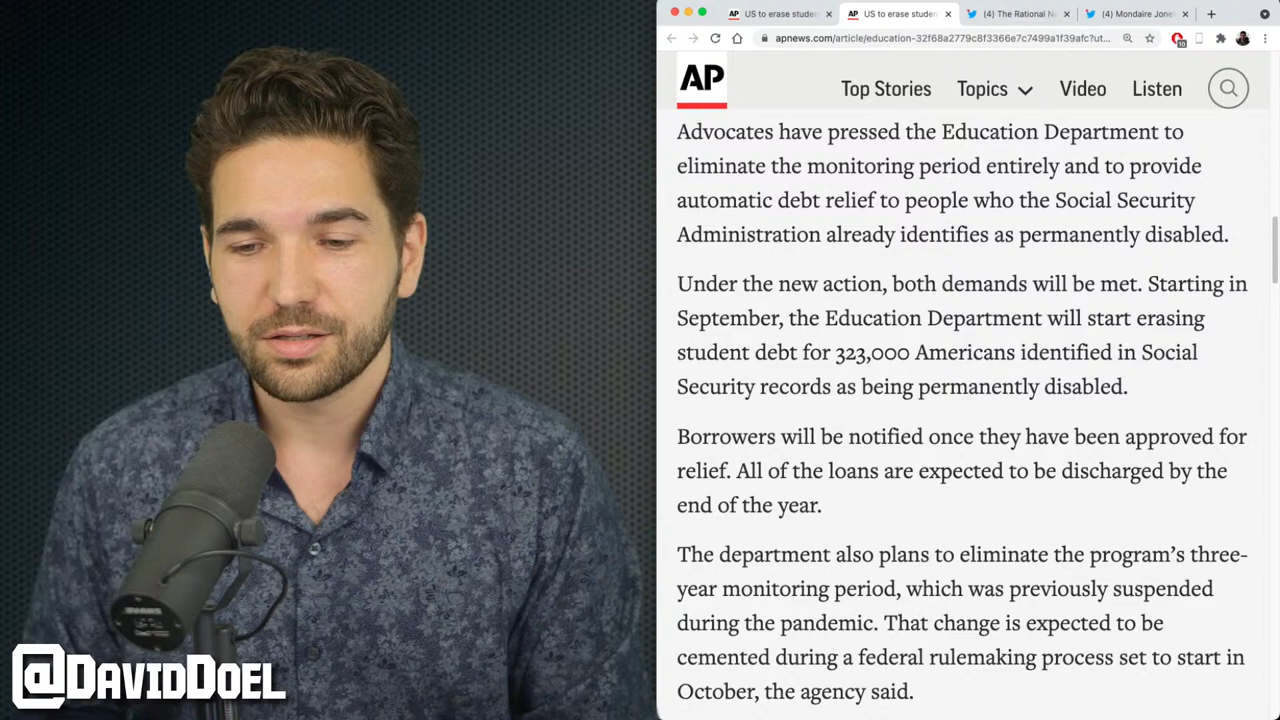 US to erase studen
AP US to erase studen
(4) The Rational Na
(4) Mondaire Jone
apnews.com/article/education-32f68a2779c8f3366e7c7499a1f39afc?ut...
10
AP
Top Stories
Topics
Video
Listen
Advocates have pressed the Education Department to
eliminate the monitoring period entirely and to provide
automatic debt relief to people who the Social Security
Administration already identifies as permanently disabled.
Under the new action, both demands will be met. Starting in
September, the Education Department will start erasing
student debt for 323,000 Americans identified in Social
Security records as being permanently disabled.
Borrowers will be notified once they have been approved for
relief. All of the loans are expected to be discharged by the
end of the year.
The department also plans to eliminate the program’s three-
year monitoring period, which was previously suspended
during the pandemic. That change is expected to be
cemented during a federal rulemaking process set to start in
October, the agency said.
@DAVIDDOEL